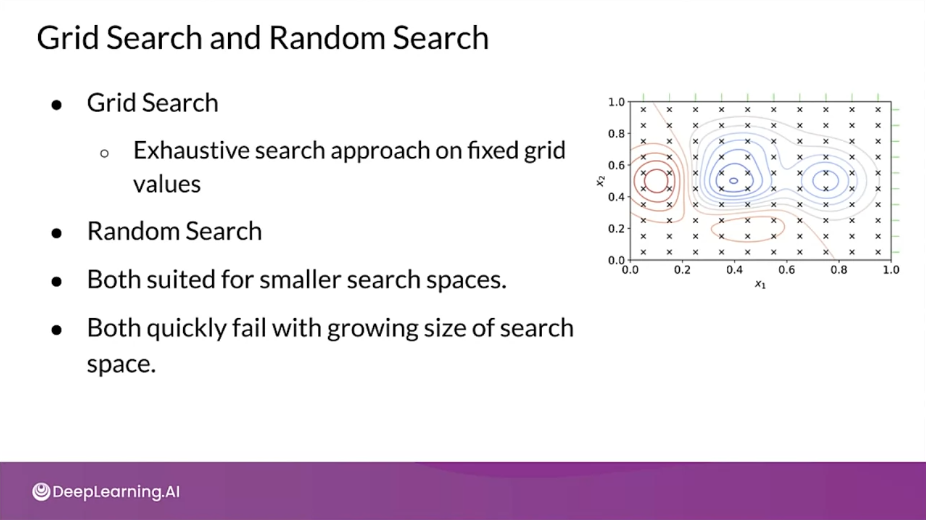 Grid Search and Random Search
● Grid Search
○ Exhaustive search approach on fixed grid
values
● Random Search
● Both suited for smaller search spaces.
● Both quickly fail with growing size of search
space.
1.0
0.8
0.6
0.4
0.2
0.0
x₂
0.0 0.2 0.4 0.6 0.8 1.0
x₁
DeepLearning.AI